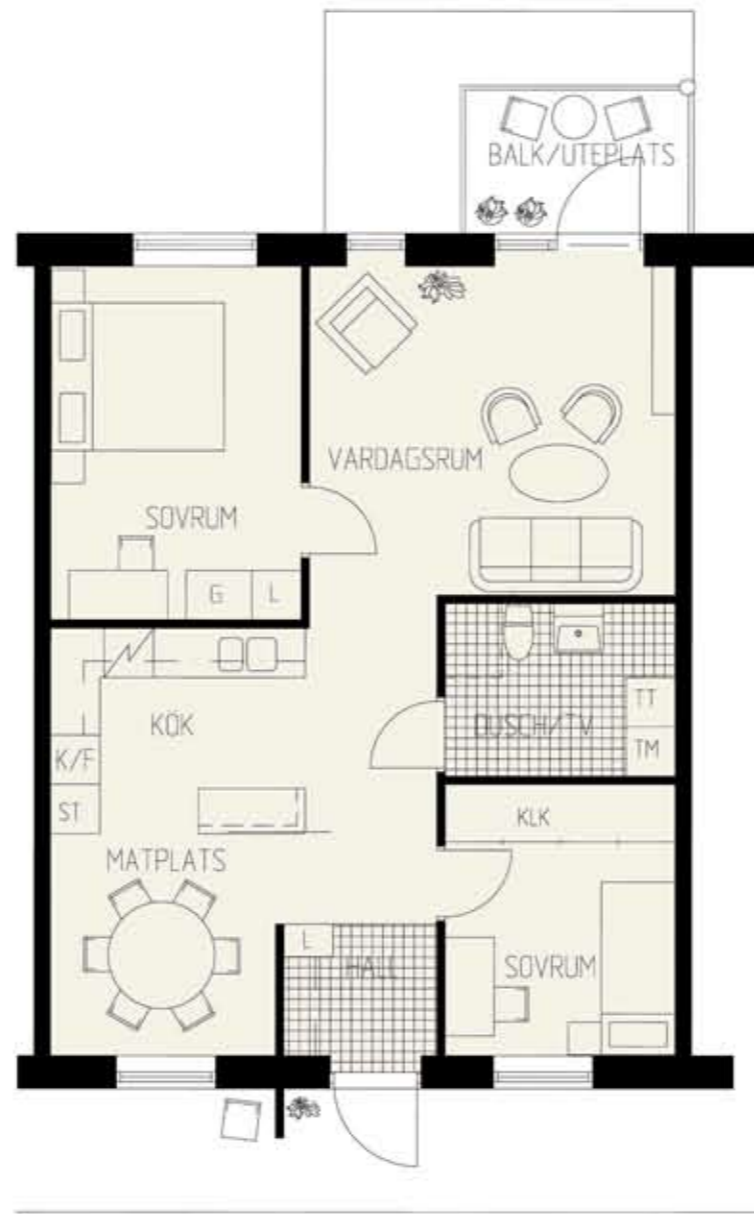 BALK/UTEPLATS
VARDAGSRUM
SOVRUM
G L
KÖK
DUSCH/TV
TT
TM
K/F
ST
KLK
MATPLATS
L
HALL
SOVRUM